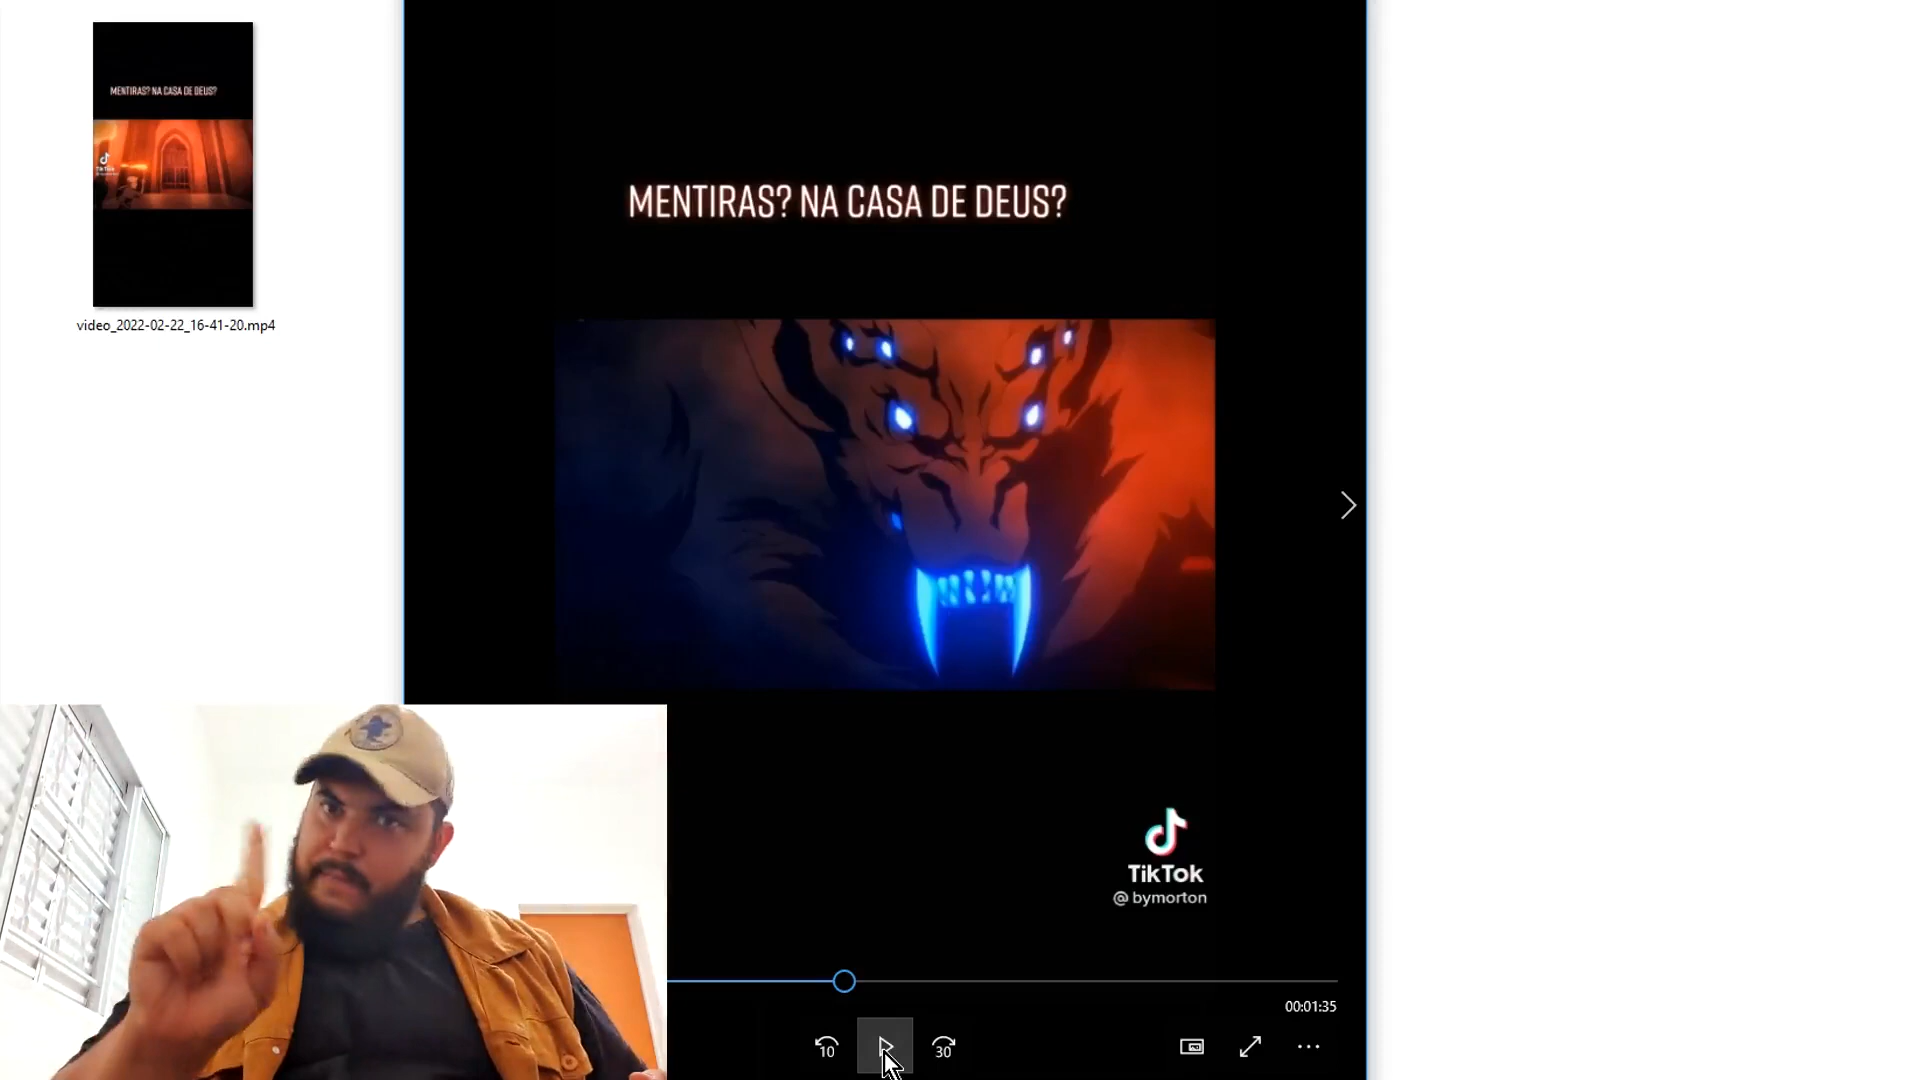 MENTIRAS? NA CASA DE DEUS?
video_2022-02-22_16-41-20.mp4
MENTIRAS? NA CASA DE DEUS?
TikTok
@bymorton
00:01:35
10
30